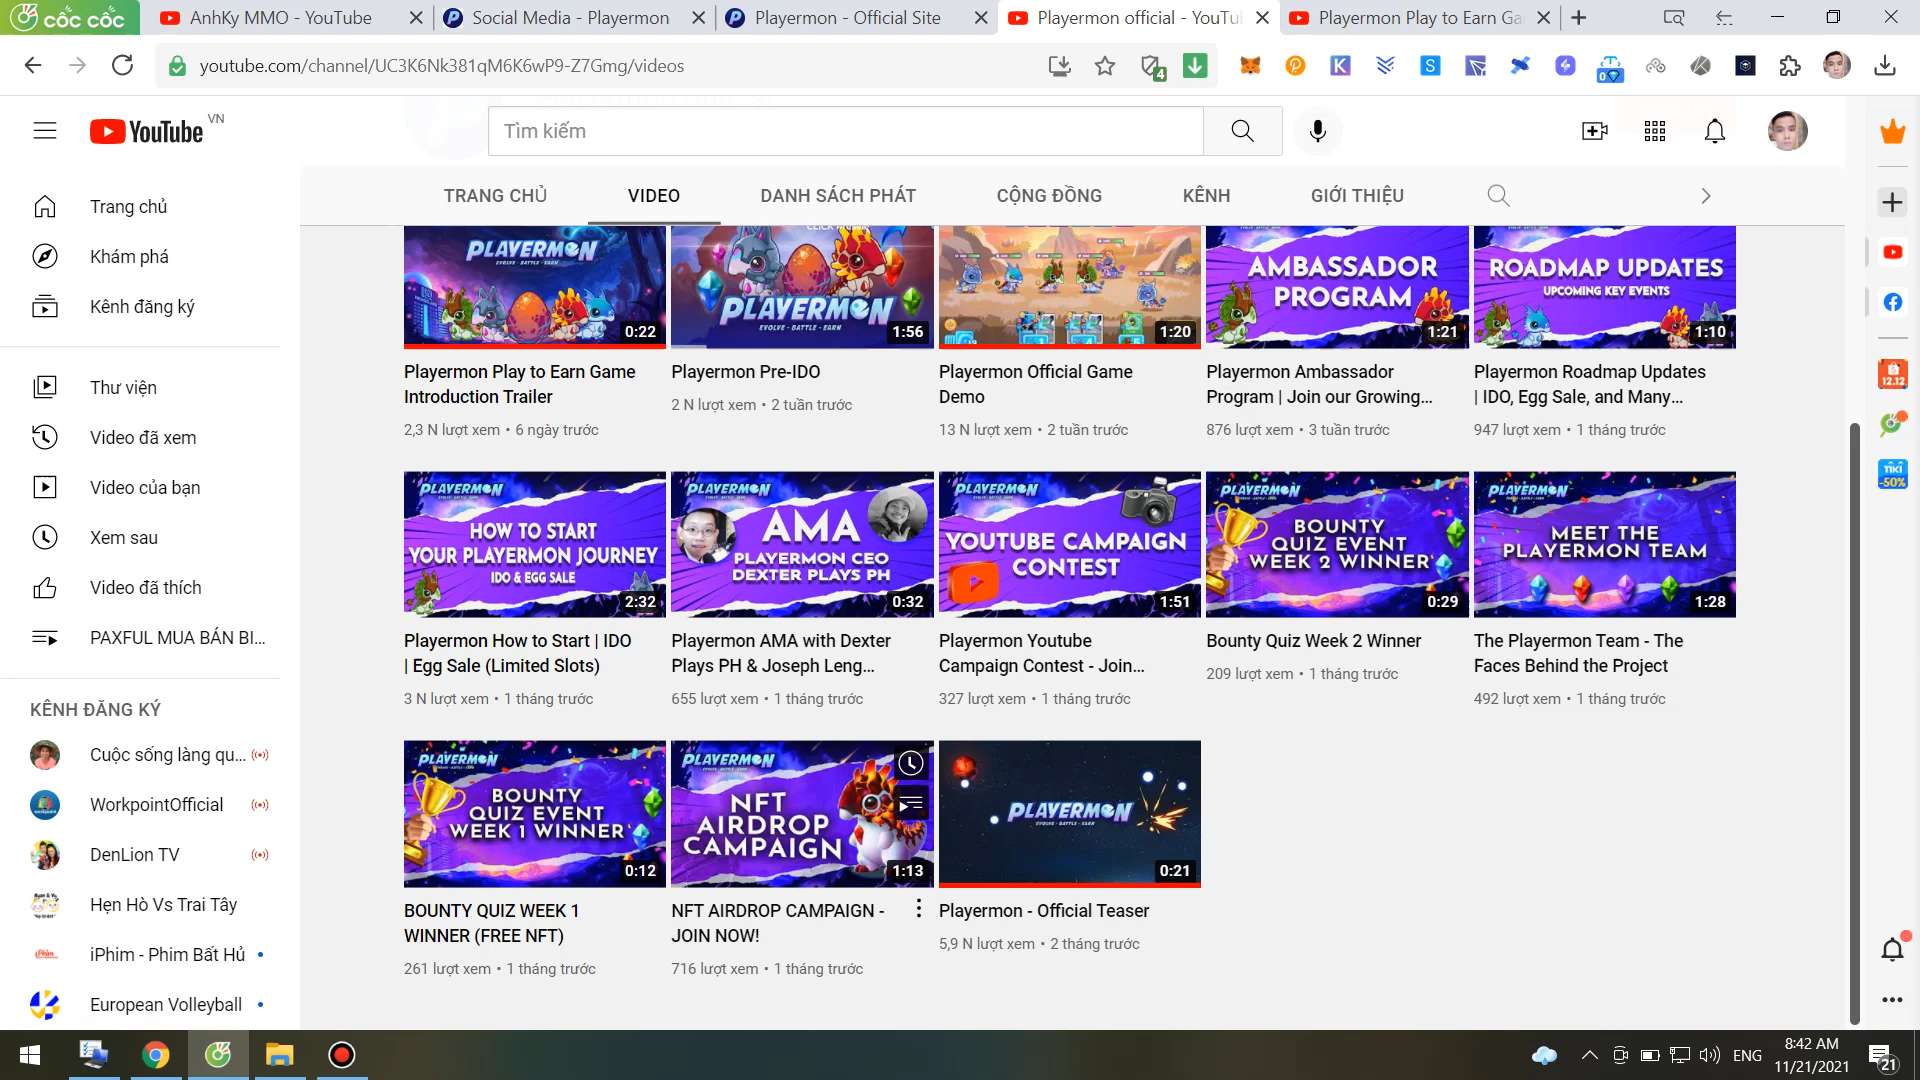 CỐC CỐC
AnhKy MMO - YouTube
Social Media - Playermon
Playermon - Official Site
Playermon official - YouTu
Playermon Play to Earn Ga
youtube.com/channel/UC3K6Nk381qM6K6wP9-Z7Gmg/videos
4
0
YouTube VN
Tìm kiếm
TRANG CHỦ
VIDEO
DANH SÁCH PHÁT
CỘNG ĐỒNG
KÊNH
GIỚI THIỆU
Trang chủ
Khám phá
Kênh đăng ký
Thư viện
Video đã xem
Video của bạn
Xem sau
Video đã thích
PAXFUL MUA BÁN BI...
KÊNH ĐĂNG KÝ
Cuộc sống làng qu...
WorkpointOfficial
DenLion TV
Hẹn Hò Vs Trai Tây
iPhim - Phim Bất Hủ
European Volleyball
PLAYERMON
EVOLVE - BATTLE - EARN
0:22
Playermon Play to Earn Game
Introduction Trailer
2,3 N lượt xem • 6 ngày trước
PLAYERMON
EVOLVE - BATTLE - EARN
1:56
Playermon Pre-IDO
2 N lượt xem • 2 tuần trước
1:20
Playermon Official Game
Demo
13 N lượt xem • 2 tuần trước
AMBASSADOR
PROGRAM
1:21
Playermon Ambassador
Program | Join our Growing...
876 lượt xem • 3 tuần trước
ROADMAP UPDATES
UPCOMING KEY EVENTS
1:10
Playermon Roadmap Updates
| IDO, Egg Sale, and Many...
947 lượt xem • 1 tháng trước
PLAYERMON
HOW TO START
YOUR PLAYERMON JOURNEY
IDO & EGG SALE
2:32
Playermon How to Start | IDO
| Egg Sale (Limited Slots)
3 N lượt xem • 1 tháng trước
PLAYERMON
AMA
PLAYERMON CEO
DEXTER PLAYS PH
0:32
Playermon AMA with Dexter
Plays PH & Joseph Leng...
655 lượt xem • 1 tháng trước
PLAYERMON
YOUTUBE CAMPAIGN
CONTEST
1:51
Playermon Youtube
Campaign Contest - Join...
327 lượt xem • 1 tháng trước
PLAYERMON
BOUNTY
QUIZ EVENT
WEEK 2 WINNER
0:29
Bounty Quiz Week 2 Winner
209 lượt xem • 1 tháng trước
PLAYERMON
MEET THE
PLAYERMON TEAM
1:28
The Playermon Team - The
Faces Behind the Project
492 lượt xem • 1 tháng trước
PLAYERMON
BOUNTY
QUIZ EVENT
WEEK 1 WINNER
0:12
BOUNTY QUIZ WEEK 1
WINNER (FREE NFT)
261 lượt xem • 1 tháng trước
PLAYERMON
NFT
AIRDROP
CAMPAIGN
1:13
NFT AIRDROP CAMPAIGN -
JOIN NOW!
716 lượt xem • 1 tháng trước
PLAYERMON
EVOLVE - BATTLE - EARN
0:21
Playermon - Official Teaser
5,9 N lượt xem • 2 tháng trước
12.12
TIKI
-50%
ENG
8:42 AM
11/21/2021
21